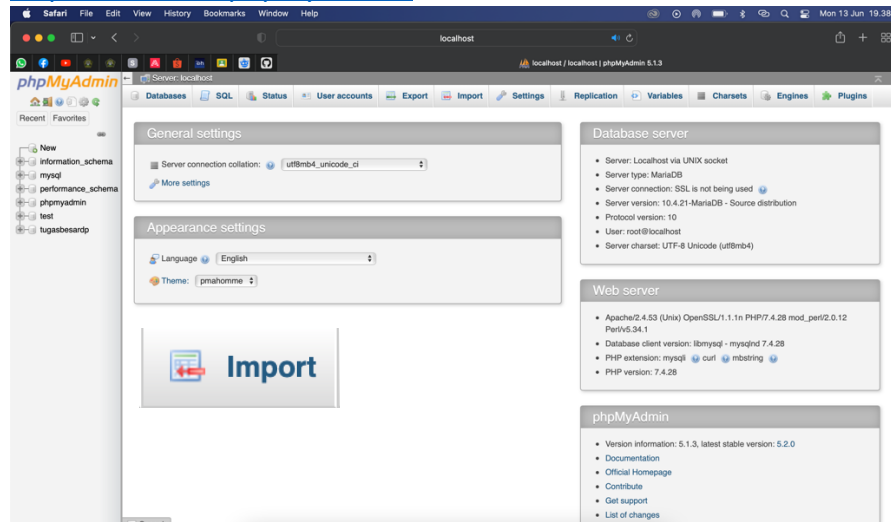 Safari File Edit View History Bookmarks Window Help Mon 13 Jun 19.38
localhost
localhost / localhost | phpMyAdmin 5.1.3
phpMyAdmin
Server: localhost
Databases SQL Status User accounts Export Import Settings Replication Variables Charsets Engines Plugins
Recent Favorites
New
information_schema
mysql
performance_schema
phpmyadmin
test
tugasbesardp
General settings
Server connection collation: utf8mb4_unicode_ci
More settings
Appearance settings
Language English
Theme: pmahomme
Import
Database server
Server: Localhost via UNIX socket
Server type: MariaDB
Server connection: SSL is not being used
Server version: 10.4.21-MariaDB - Source distribution
Protocol version: 10
User: root@localhost
Server charset: UTF-8 Unicode (utf8mb4)
Web server
Apache/2.4.53 (Unix) OpenSSL/1.1.1n PHP/7.4.28 mod_perl/2.0.12
Perl/v5.34.1
Database client version: libmysql - mysqlnd 7.4.28
PHP extension: mysqli curl mbstring
PHP version: 7.4.28
phpMyAdmin
Version information: 5.1.3, latest stable version: 5.2.0
Documentation
Official Homepage
Contribute
Get support
List of changes